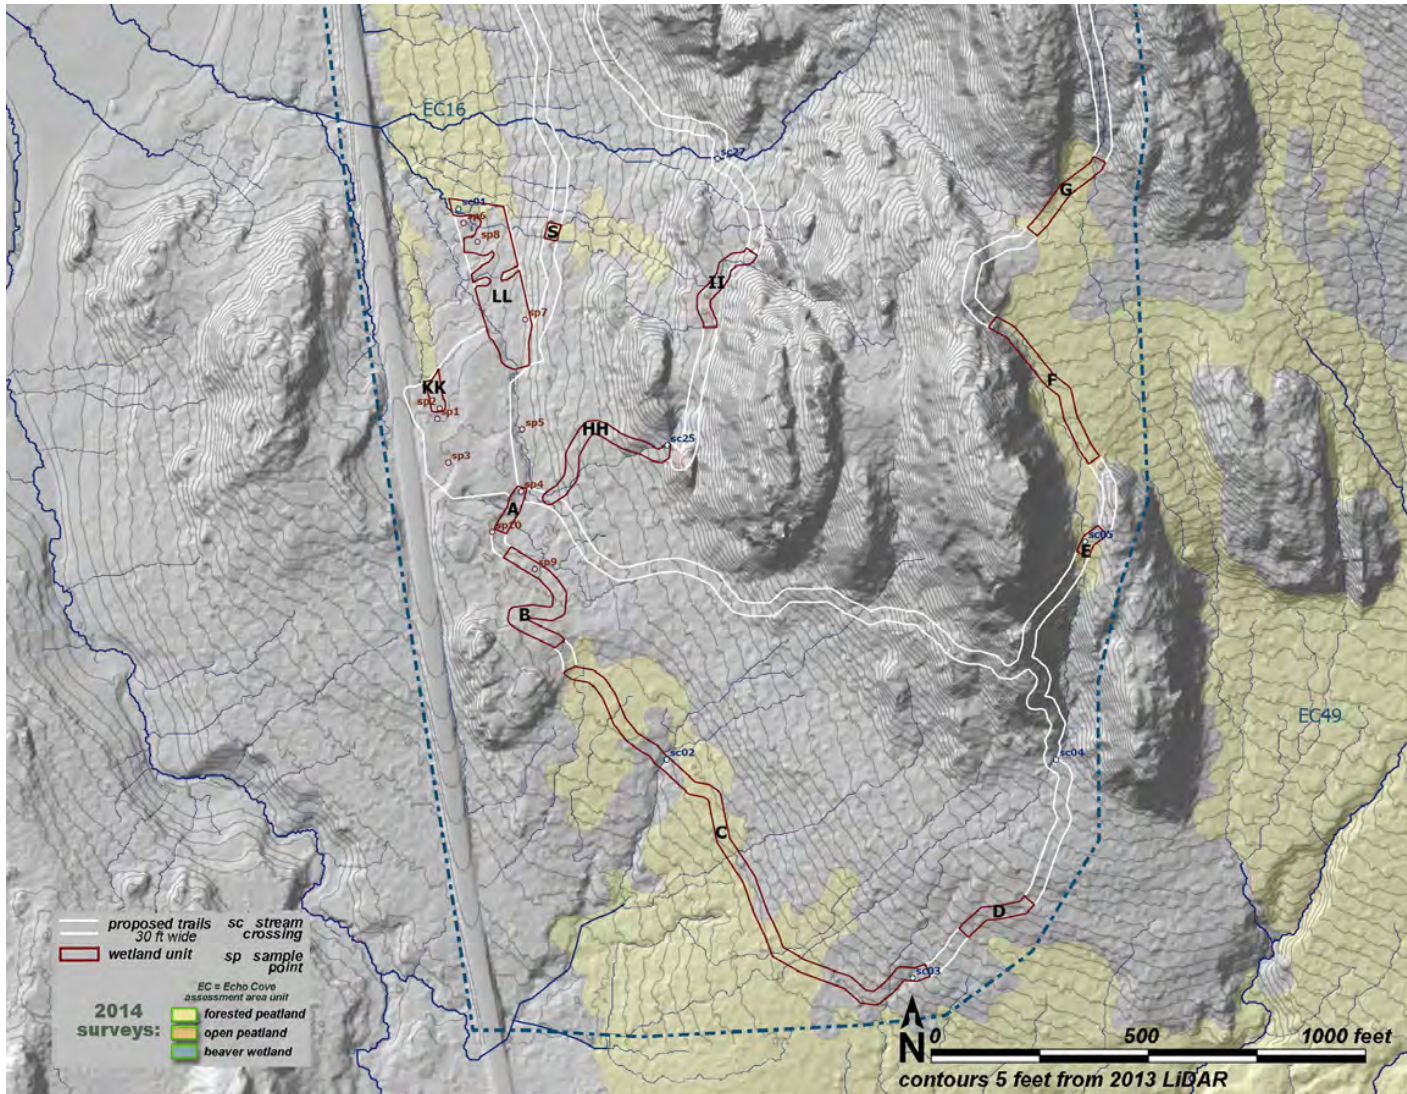 EC16
sc27
G
sc01
sp6
S
sp8
II
LL
sp7
F
KK
sp2
sp1
HH
sp5
sc25
sp3
sp4
A
sp10
sc05
E
sp9
B
EC49
sc02
sc04
C
D
sc03
proposed trails
30 ft wide
sc stream
crossing
wetland unit
sp sample
point
EC = Echo Cove
assessment area unit
2014
surveys:
forested peatland
open peatland
beaver wetland
N
0 500 1000 feet
contours 5 feet from 2013 LiDAR